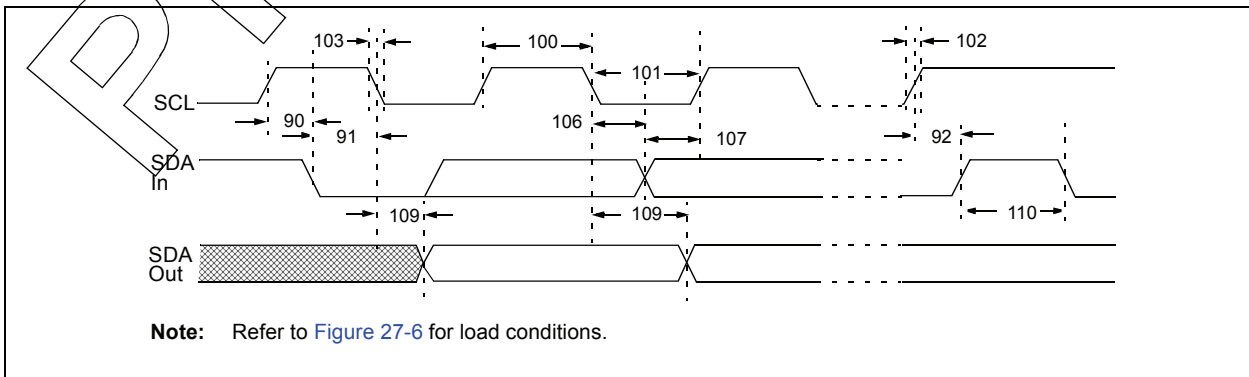 103
100
102
101
SCL
90
91
106
107
92
SDA
In
109
109
110
SDA
Out
Note: Refer to Figure 27-6 for load conditions.